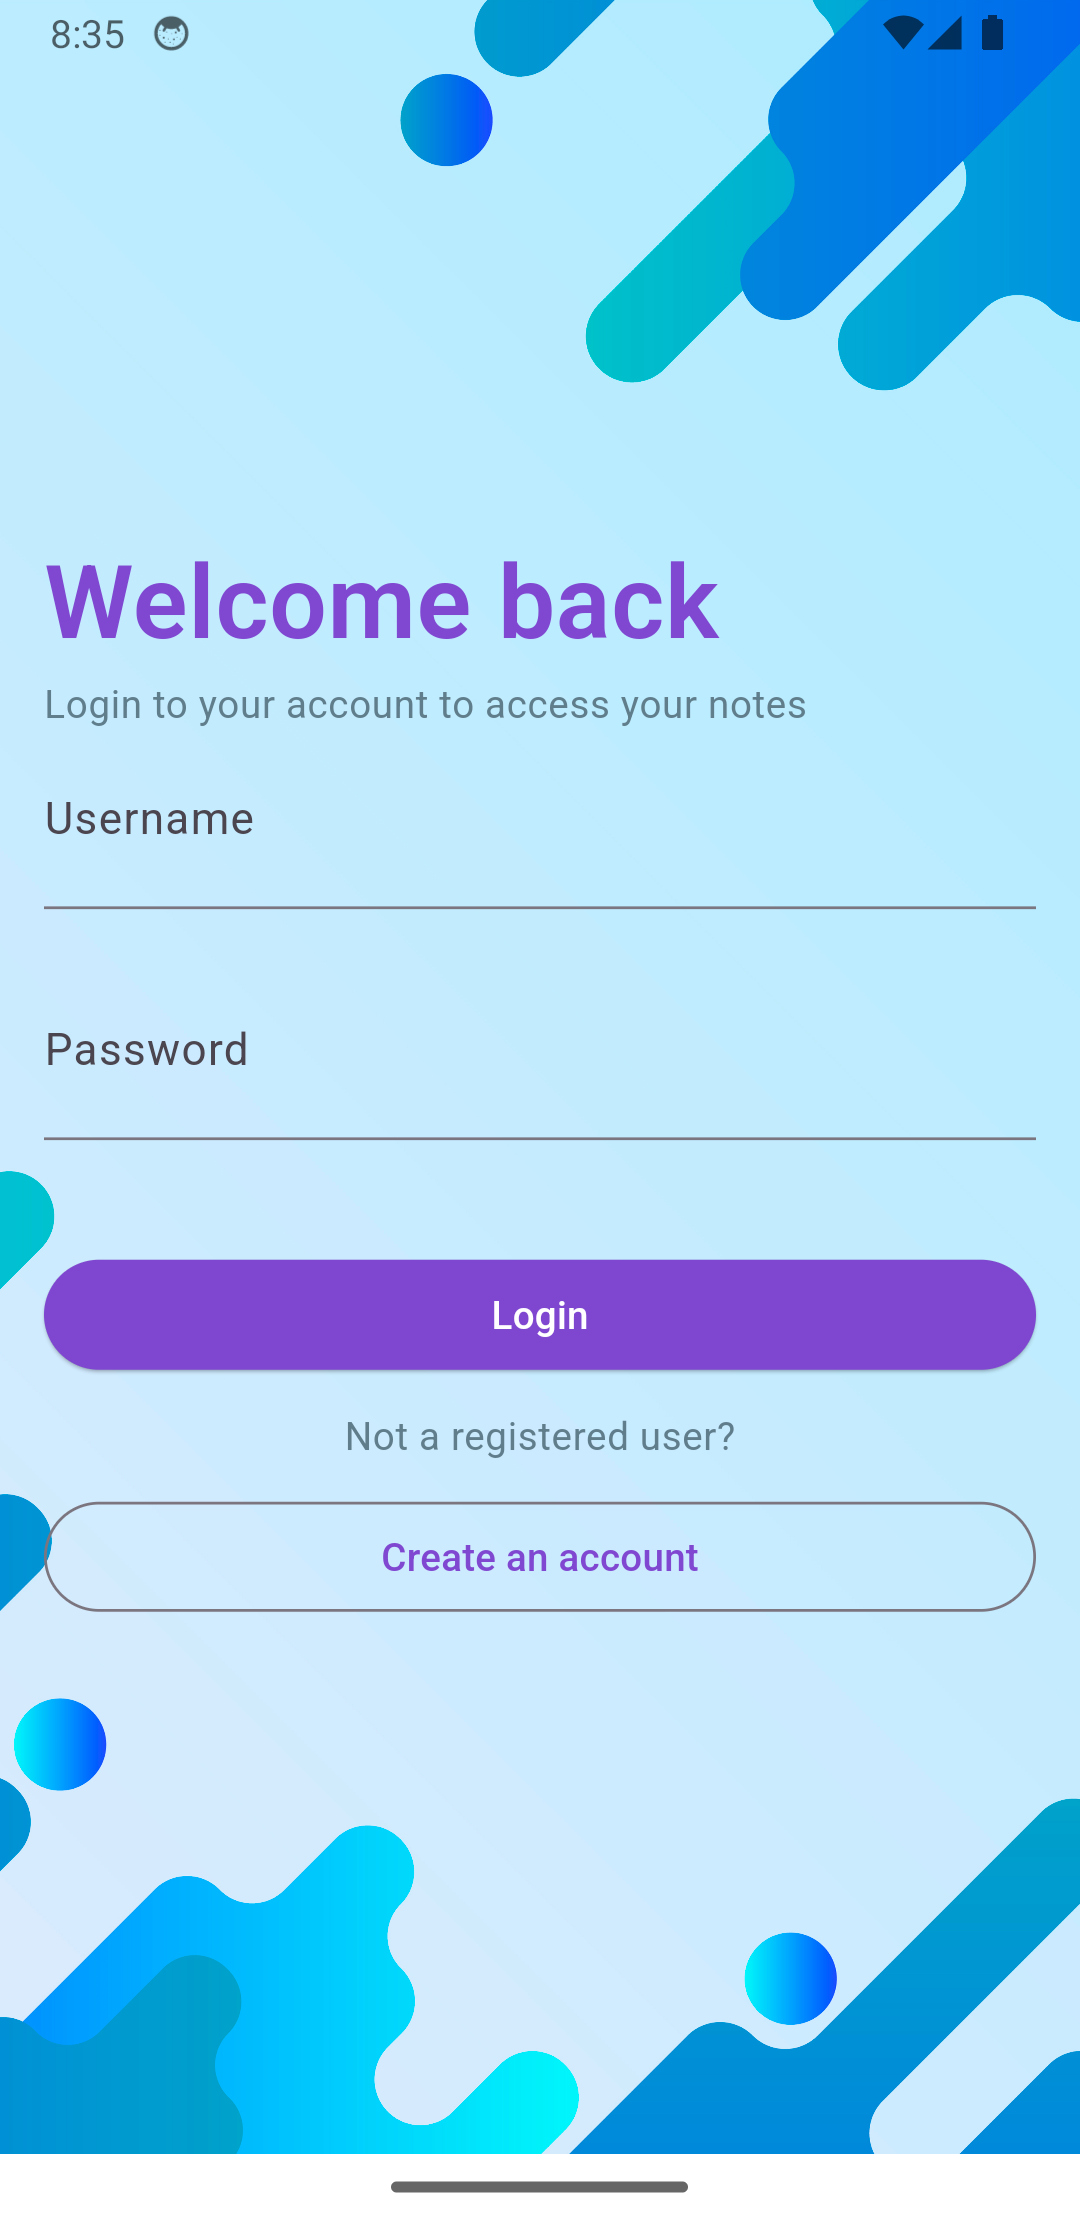 8:35
Welcome back
Login to your account to access your notes
Username
Password
Login
Not a registered user?
Create an account